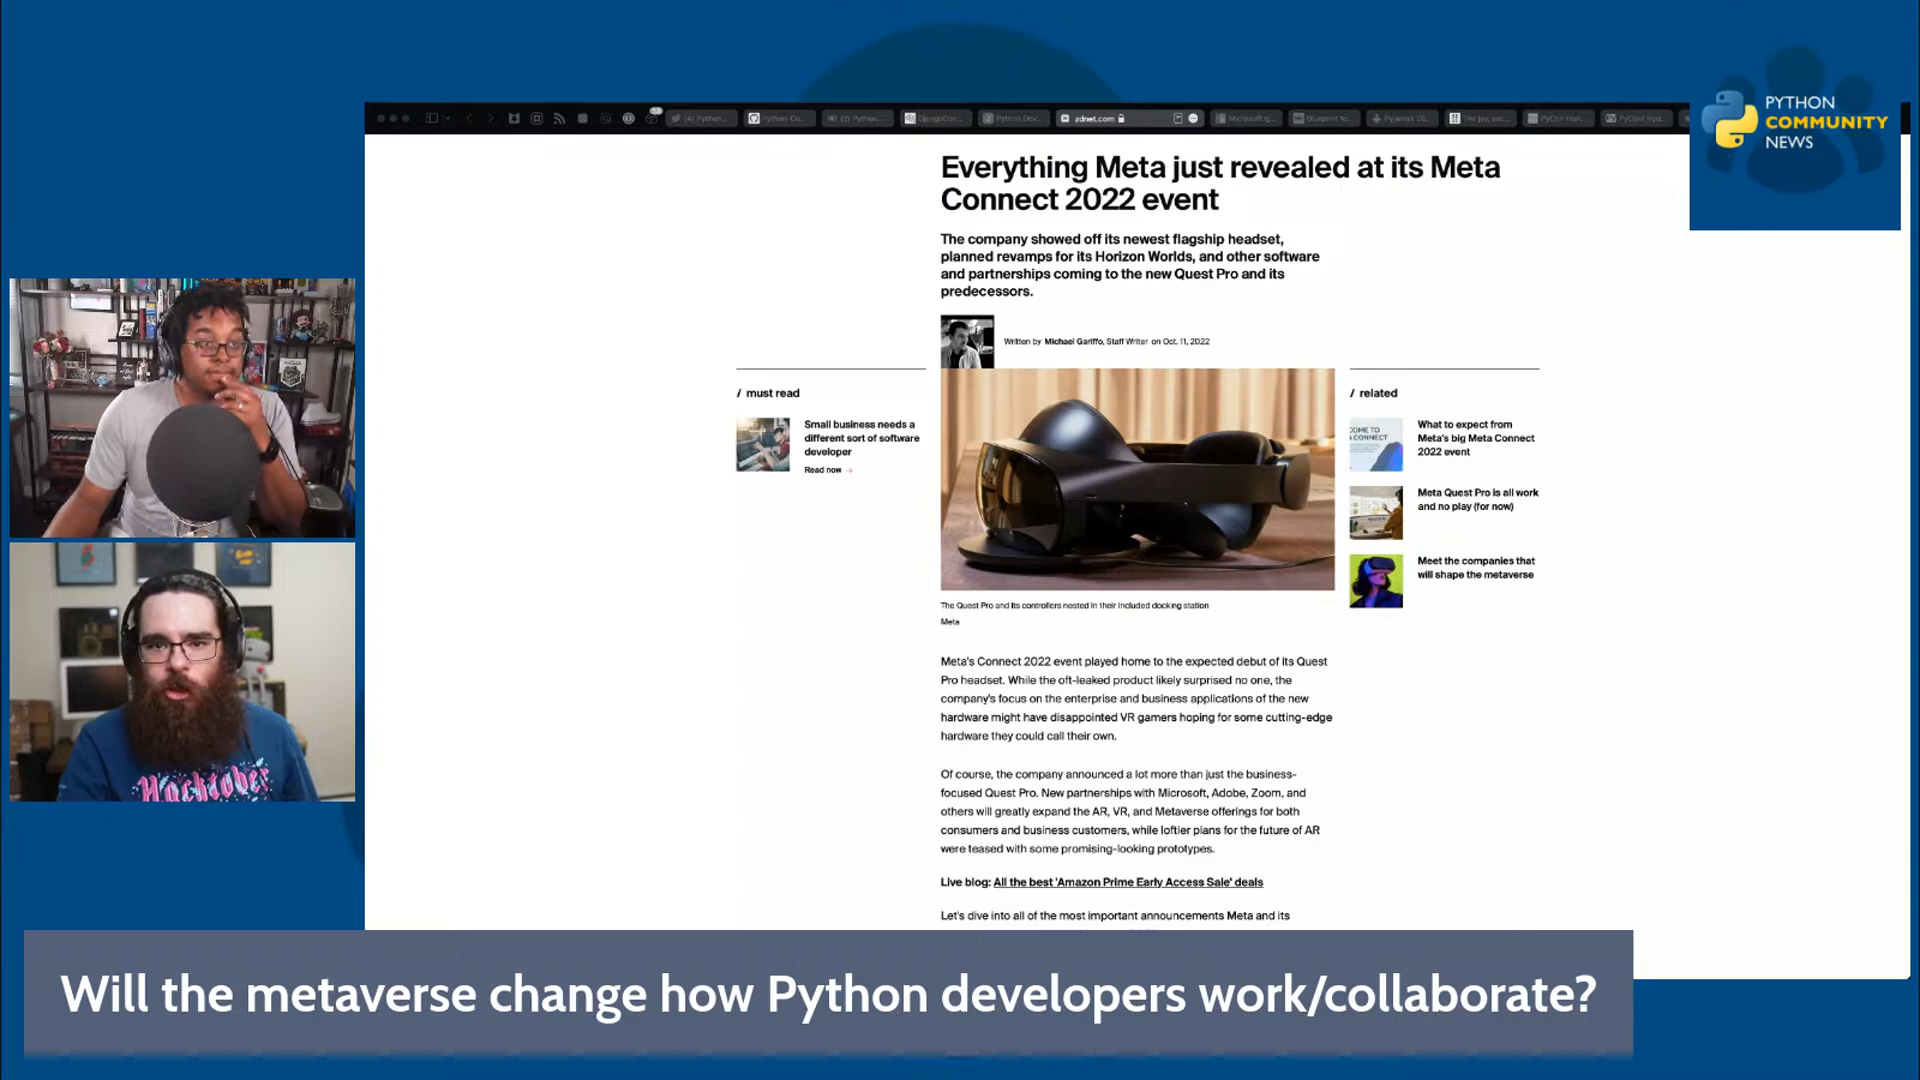 PYTHON
COMMUNITY
NEWS
zdnet.com
Everything Meta just revealed at its Meta
Connect 2022 event
The company showed off its newest flagship headset,
planned revamps for its Horizon Worlds, and other software
and partnerships coming to the new Quest Pro and its
predecessors.
Written by Michael Gariffo, Staff Writer on Oct. 11, 2022
/ must read
Small business needs a
different sort of software
developer
Read now →
/ related
What to expect from
Meta's big Meta Connect
2022 event
Meta Quest Pro is all work
and no play (for now)
Meet the companies that
will shape the metaverse
The Quest Pro and its controllers nested in their included docking station
Meta
Meta's Connect 2022 event played home to the expected debut of its Quest
Pro headset. While the oft-leaked product likely surprised no one, the
company's focus on the enterprise and business applications of the new
hardware might have disappointed VR gamers hoping for some cutting-edge
hardware they could call their own.
Of course, the company announced a lot more than just the business-
focused Quest Pro. New partnerships with Microsoft, Adobe, Zoom, and
others will greatly expand the AR, VR, and Metaverse offerings for both
consumers and business customers, while loftier plans for the future of AR
were teased with some promising-looking prototypes.
Live blog: All the best 'Amazon Prime Early Access Sale' deals
Let's dive into all of the most important announcements Meta and its
Hacktober
Will the metaverse change how Python developers work/collaborate?